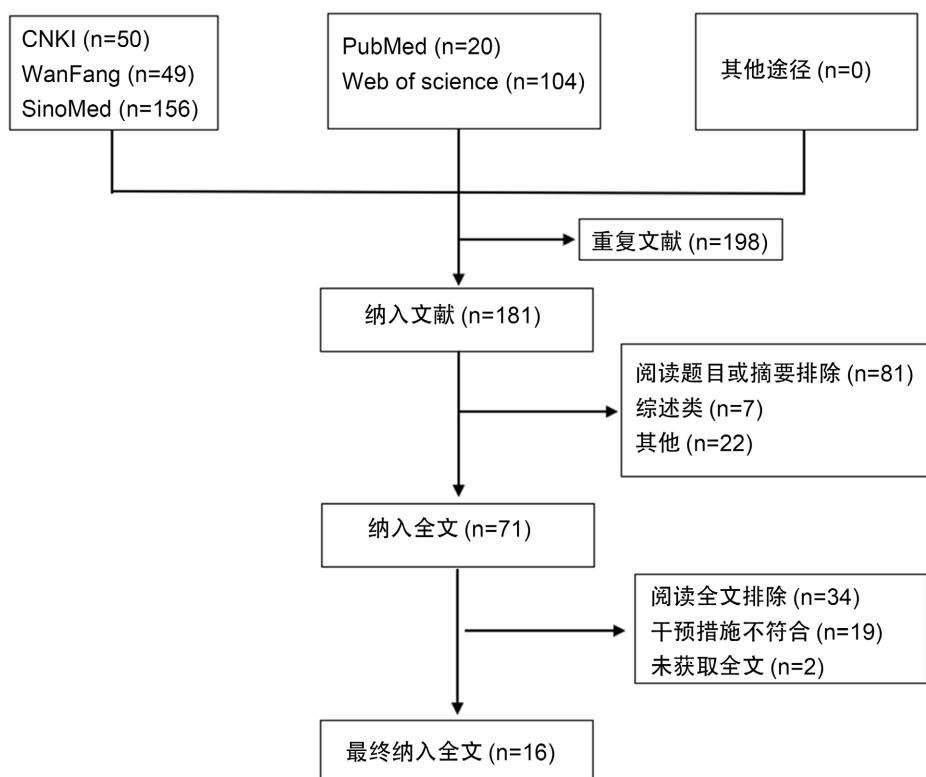 CNKI (n=50)
WanFang (n=49)
SinoMed (n=156)
PubMed (n=20)
Web of science (n=104)
其他途径 (n=0)
重复文献 (n=198)
纳入文献 (n=181)
阅读题目或摘要排除 (n=81)
综述类 (n=7)
其他 (n=22)
纳入全文 (n=71)
阅读全文排除 (n=34)
干预措施不符合 (n=19)
未获取全文 (n=2)
最终纳入全文 (n=16)